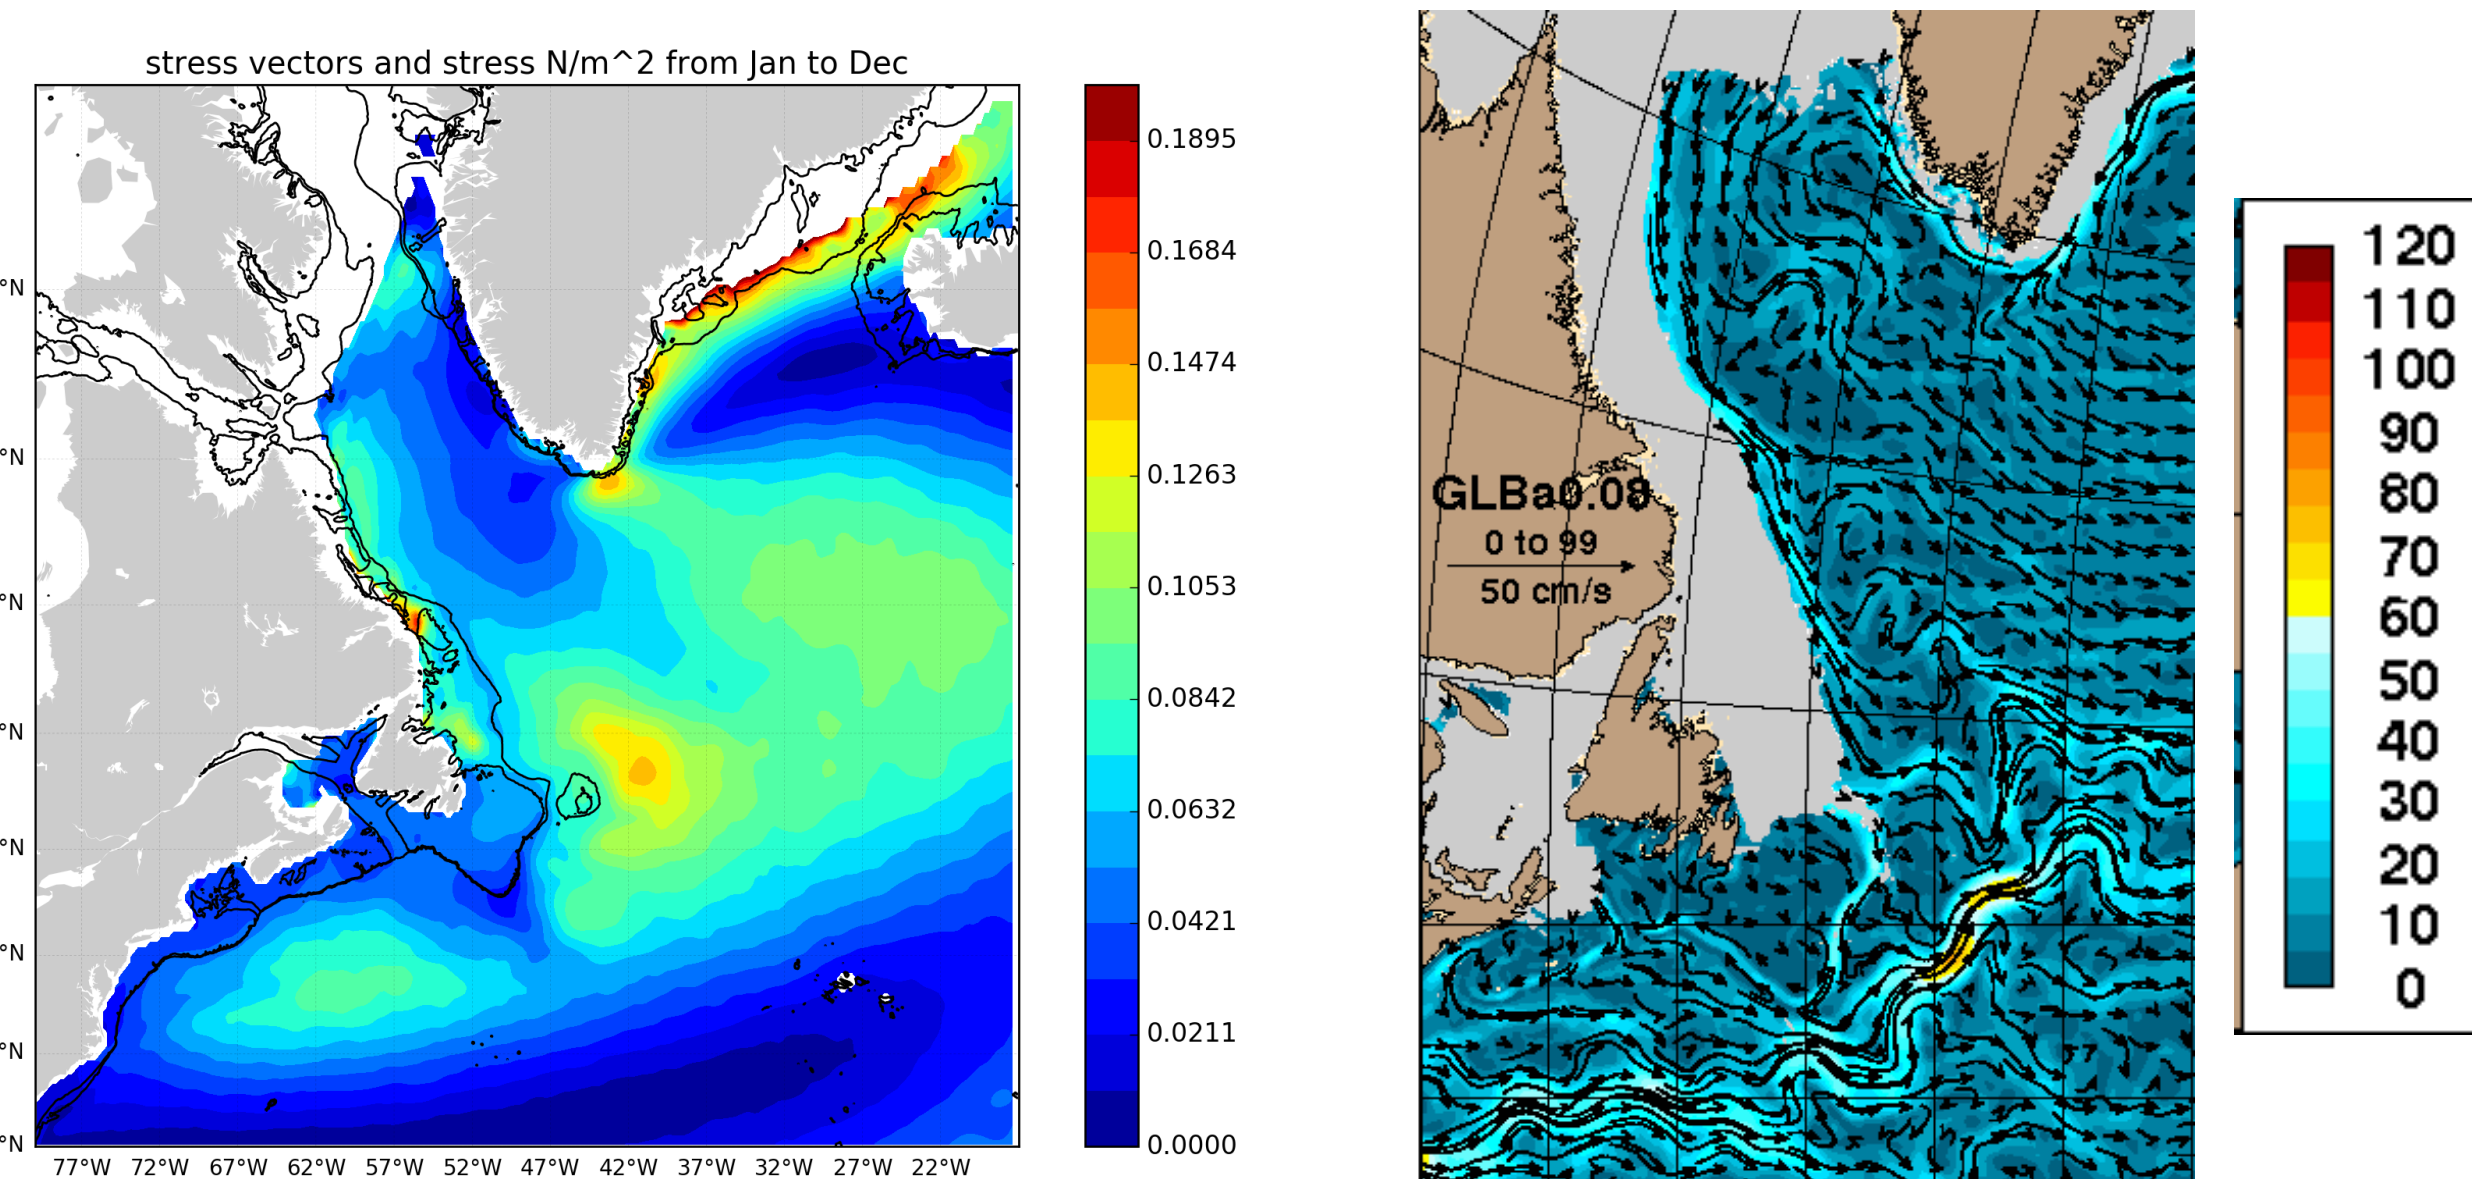 stress vectors and stress N/m^2 from Jan to Dec
°N
°N
°N
°N
°N
°N
°N
°N
77°W 72°W 67°W 62°W 57°W 52°W 47°W 42°W 37°W 32°W 27°W 22°W
0.1895
0.1684
0.1474
0.1263
0.1053
0.0842
0.0632
0.0421
0.0211
0.0000
GLBa0.08
0 to 99
50 cm/s
120
110
100
90
80
70
60
50
40
30
20
10
0